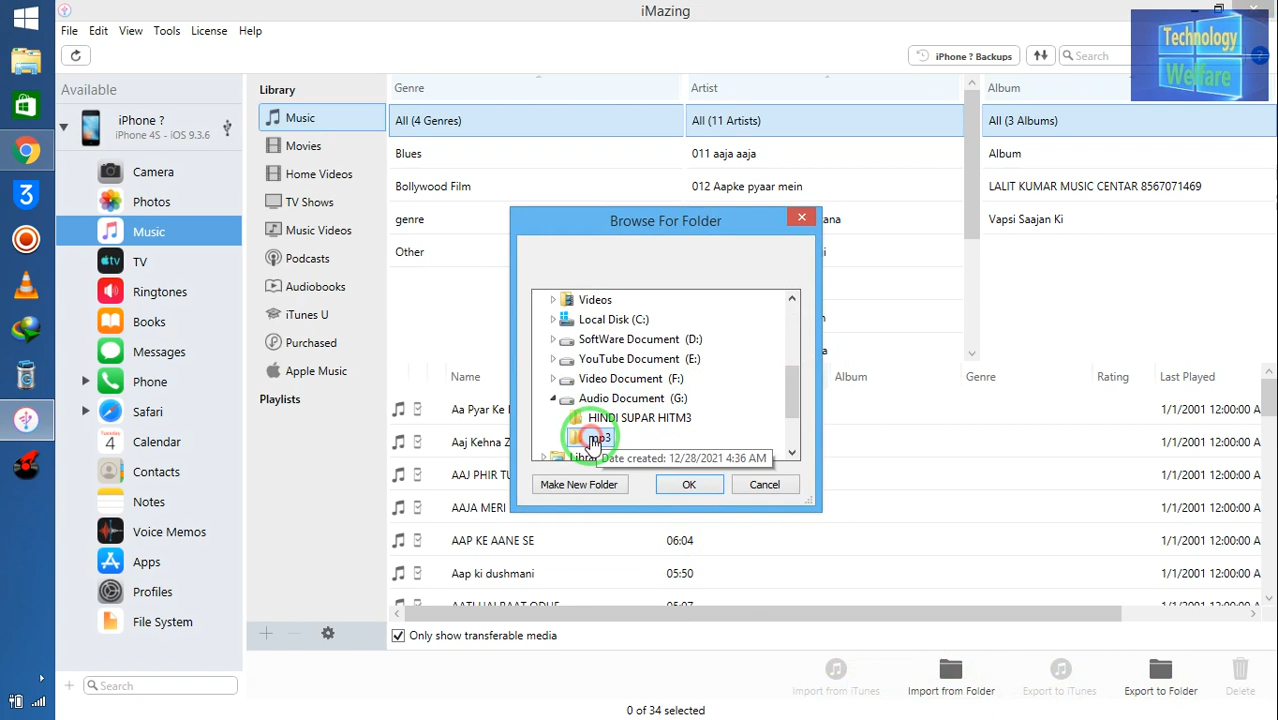 iMazing
File Edit View Tools License Help
iPhone ? Backups
Search
Technology
Welfare
Available
iPhone ?
iPhone 4S - iOS 9.3.6
Camera
Photos
Music
TV
Ringtones
Books
Messages
Phone
Safari
Calendar
Contacts
Notes
Voice Memos
Apps
Profiles
File System
Search
Library
Music
Movies
Home Videos
TV Shows
Music Videos
Podcasts
Audiobooks
iTunes U
Purchased
Apple Music
Playlists
Genre Artist Album
All (4 Genres) All (11 Artists) All (3 Albums)
Blues 011 aaja aaja Album
Bollywood Film 012 Aapke pyaar mein LALIT KUMAR MUSIC CENTAR 8567071469
genre Vapsi Saajan Ki
Other
Browse For Folder
Videos
Local Disk (C:)
SoftWare Document (D:)
YouTube Document (E:)
Video Document (F:)
Audio Document (G:)
HINDI SUPAR HITM3
mp3
Date created: 12/28/2021 4:36 AM
Make New Folder OK Cancel
Name Album Genre Rating Last Played
Aa Pyar Ke 1/1/2001 12:00:00 A
Aaj Kehna Z 1/1/2001 12:00:00 A
AAJ PHIR TU 1/1/2001 12:00:00 A
AAJA MERI 1/1/2001 12:00:00 A
AAP KE AANE SE 06:04 1/1/2001 12:00:00 A
Aap ki dushmani 05:50 1/1/2001 12:00:00 A
Only show transferable media
Import from iTunes Import from Folder Export to iTunes Export to Folder Delete
0 of 34 selected